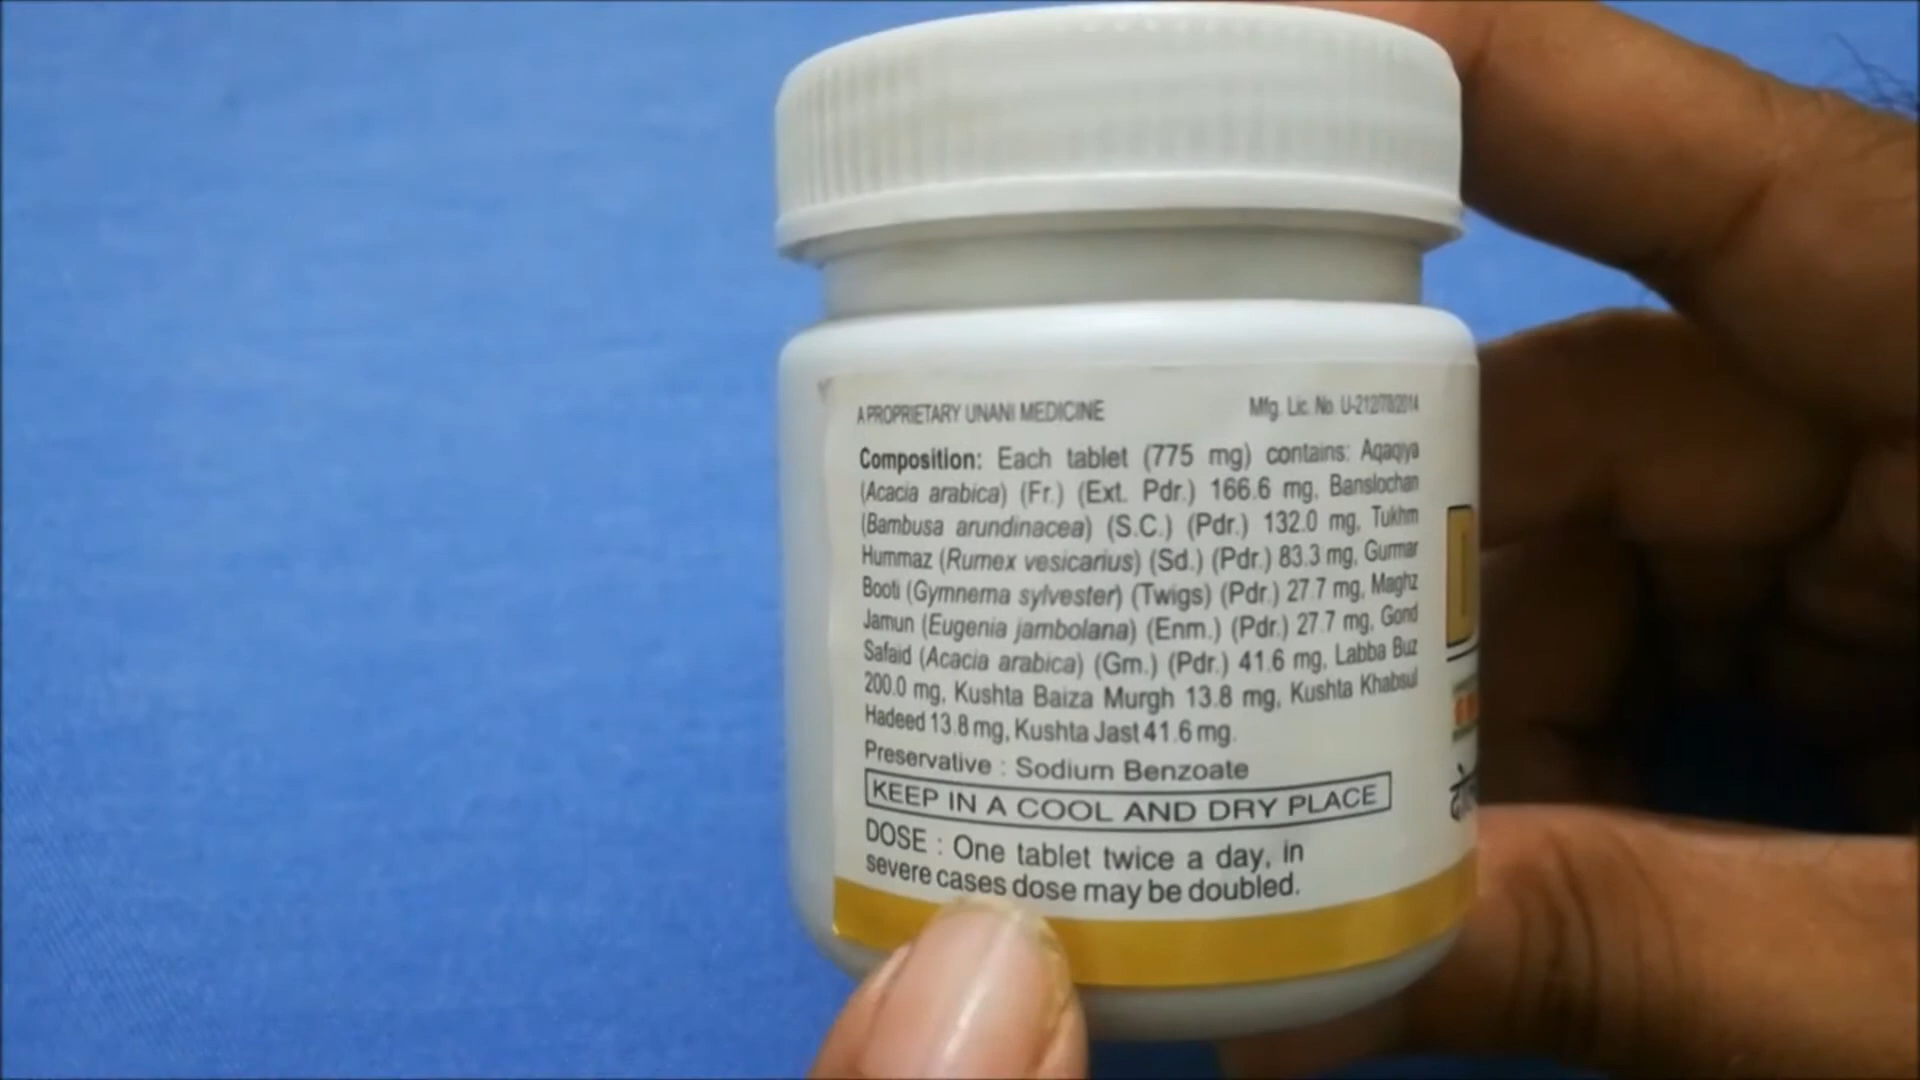 A PROPRIETARY UNANI MEDICINE
Mfg. Lic. No. U-212/78/2014
Composition: Each tablet (775 mg) contains: Aqaqiya
(Acacia arabica) (Fr.) (Ext. Pdr.) 166.6 mg, Banslochan
(Bambusa arundinacea) (S.C.) (Pdr.) 132.0 mg, Tukhm
Hummaz (Rumex vesicarius) (Sd.) (Pdr.) 83.3 mg, Gurmar
Booti (Gymnema sylvester) (Twigs) (Pdr.) 27.7 mg, Maghz
Jamun (Eugenia jambolana) (Enm.) (Pdr.) 27.7 mg, Gond
Safaid (Acacia arabica) (Gm.) (Pdr.) 41.6 mg, Labba Buz
200.0 mg, Kushta Baiza Murgh 13.8 mg, Kushta Khabsul
Hadeed 13.8 mg, Kushta Jast 41.6 mg.
Preservative : Sodium Benzoate
KEEP IN A COOL AND DRY PLACE
DOSE : One tablet twice a day, in
severe cases dose may be doubled.